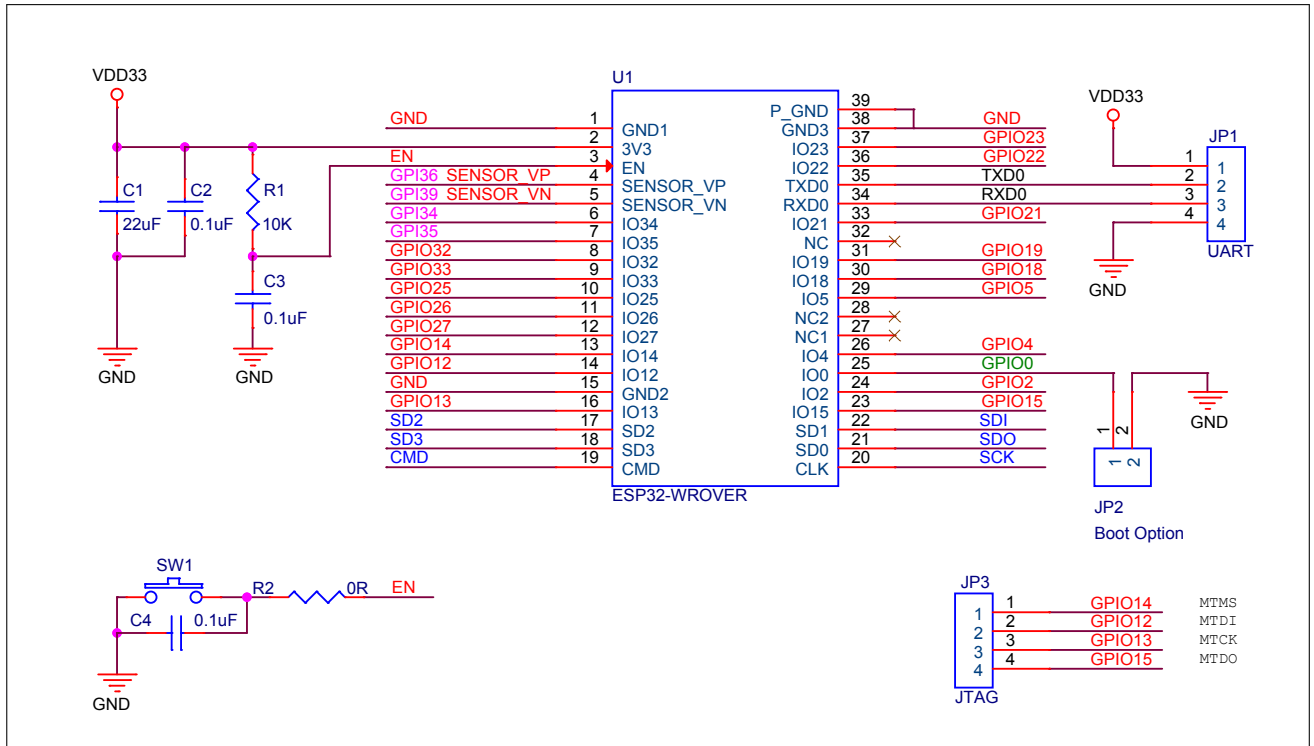 VDD33
C1
22uF
C2
0.1uF
R1
10K
C3
0.1uF
GND
GND
U1
GND 1 GND1
2 3V3
EN 3 EN
GPI36 SENSOR_VP 4 SENSOR_VP
GPI39 SENSOR_VN 5 SENSOR_VN
GPI34 6 IO34
GPI35 7 IO35
GPIO32 8 IO32
GPIO33 9 IO33
GPIO25 10 IO25
GPIO26 11 IO26
GPIO27 12 IO27
GPIO14 13 IO14
GPIO12 14 IO12
GND 15 GND2
GPIO13 16 IO13
SD2 17 SD2
SD3 18 SD3
CMD 19 CMD
P_GND 39
GND3 38 GND
IO23 37 GPIO23
IO22 36 GPIO22
TXD0 35 TXD0
RXD0 34 RXD0
IO21 33 GPIO21
NC 32
IO19 31 GPIO19
IO18 30 GPIO18
IO5 29 GPIO5
NC2 28
NC1 27
IO4 26 GPIO4
IO0 25 GPIO0
IO2 24 GPIO2
IO15 23 GPIO15
SD1 22 SDI
SD0 21 SDO
CLK 20 SCK
ESP32-WROVER
VDD33
JP1
1 1
2 2
3 3
4 4
UART
GND
GND
1 2
1 2
JP2
Boot Option
SW1
C4 0.1uF
R2 0R EN
GND
JP3
1 1 GPIO14 MTMS
2 2 GPIO12 MTDI
3 3 GPIO13 MTCK
4 4 GPIO15 MTDO
JTAG